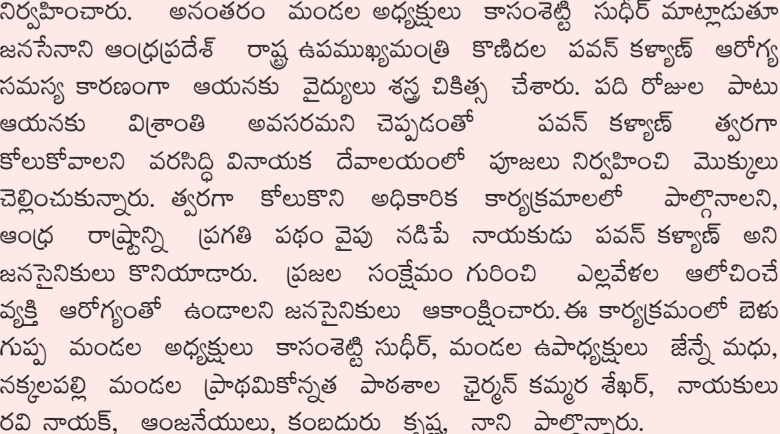 నిర్వహించారు. అనంతరం మండల అధ్యక్షులు కాసంశెట్టి సుధీర్ మాట్లాడుతూ
జనసేనాని ఆంధ్రప్రదేశ్ రాష్ట్ర ఉపముఖ్యమంత్రి కొణిదల పవన్ కళ్యాణ్ ఆరోగ్య
సమస్య కారణంగా ఆయనకు వైద్యులు శస్త్ర చికిత్స చేశారు. పది రోజుల పాటు
ఆయనకు విశ్రాంతి అవసరమని చెప్పడంతో పవన్ కళ్యాణ్ త్వరగా
కోలుకోవాలని వరసిద్ధి వినాయక దేవాలయంలో పూజలు నిర్వహించి మొక్కులు
చెల్లించుకున్నారు. త్వరగా కోలుకొని అధికారిక కార్యక్రమాలలో పాల్గొనాలని,
ఆంధ్ర రాష్ట్రాన్ని ప్రగతి పథం వైపు నడిపే నాయకుడు పవన్ కళ్యాణ్ అని
జనసైనికులు కొనియాడారు. ప్రజల సంక్షేమం గురించి ఎల్లవేళల ఆలోచించే
వ్యక్తి ఆరోగ్యంతో ఉండాలని జనసైనికులు ఆకాంక్షించారు.ఈ కార్యక్రమంలో బెళు
గుప్ప మండల అధ్యక్షులు కాసంశెట్టి సుధీర్, మండల ఉపాధ్యక్షులు జేన్నే మధు,
నక్కలపల్లి మండల ప్రాథమికోన్నత పాఠశాల ఛైర్మన్ కమ్మర శేఖర్, నాయకులు
రవి నాయక్, ఆంజనేయులు, కంబదురు కృష్ణ, నాని పాల్గొన్నారు.